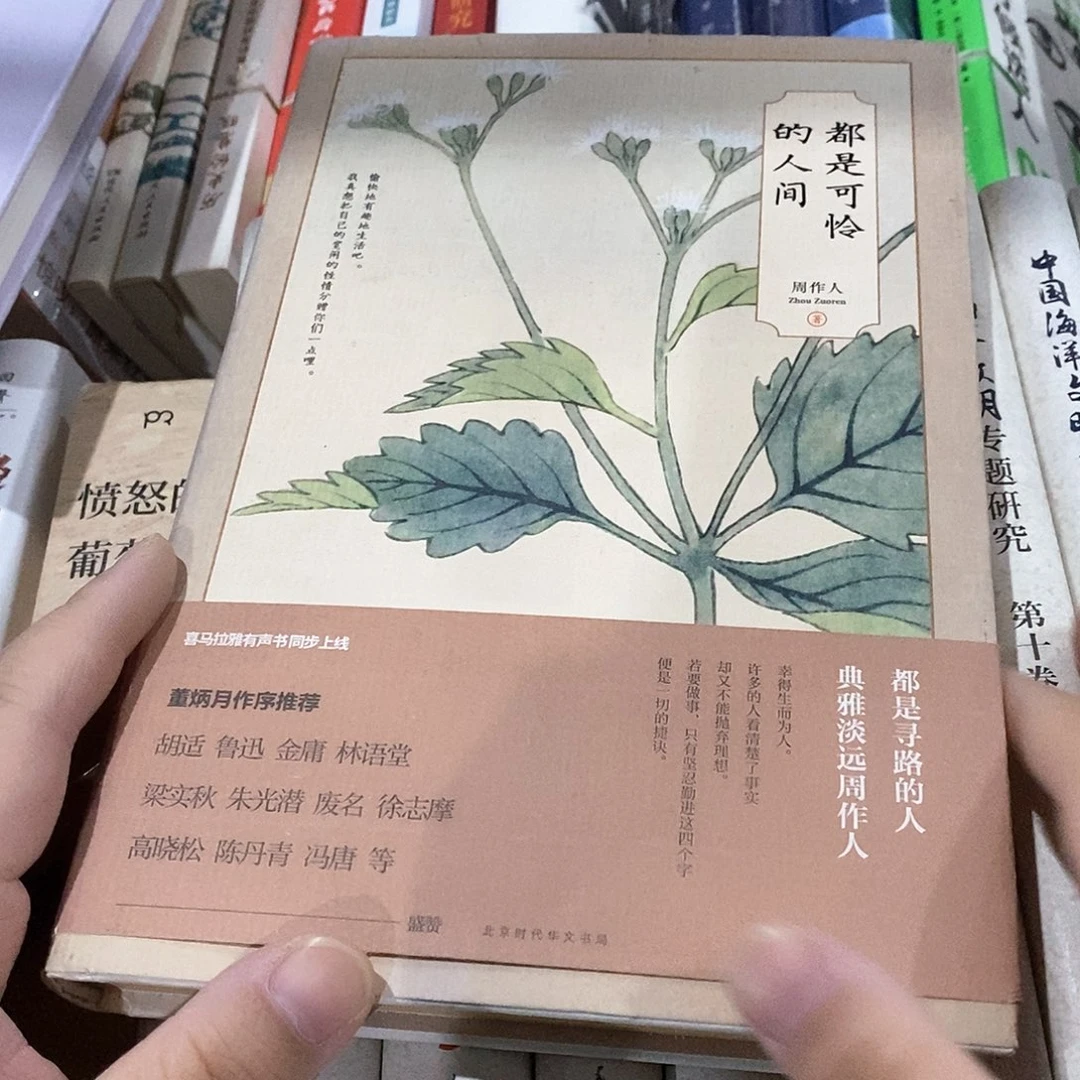 都是可怜
的人间
周作人
Zhou Zuoren
著
愉快地有趣地生活吧。
我真想把自己的宽闲的性情分赠你们一点哩。
喜马拉雅有声书同步上线
董炳月作序推荐
胡适 鲁迅 金庸 林语堂
梁实秋 朱光潜 废名 徐志摩
高晓松 陈丹青 冯唐 等
盛赞
北京时代华文书局
都是寻路的人
典雅淡远周作人
幸得生而为人。
许多的人看清楚了事实
却又不能抛弃理想。
若要做事,只有坚忍勤进这四个字
便是一切的捷诀。
愤怒的
葡萄
中国海洋文明
专题研究
第十卷